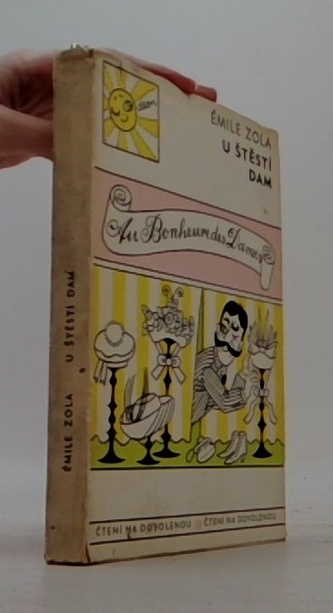 ÉMILE ZOLA
U ŠTĚSTÍ
DAM
Au Bonheur des Dames
ČTENÍ NA DOVOLENOU ČTENÍ NA DOVOLENOU
ÉMILE ZOLA U ŠTĚSTÍ DAM